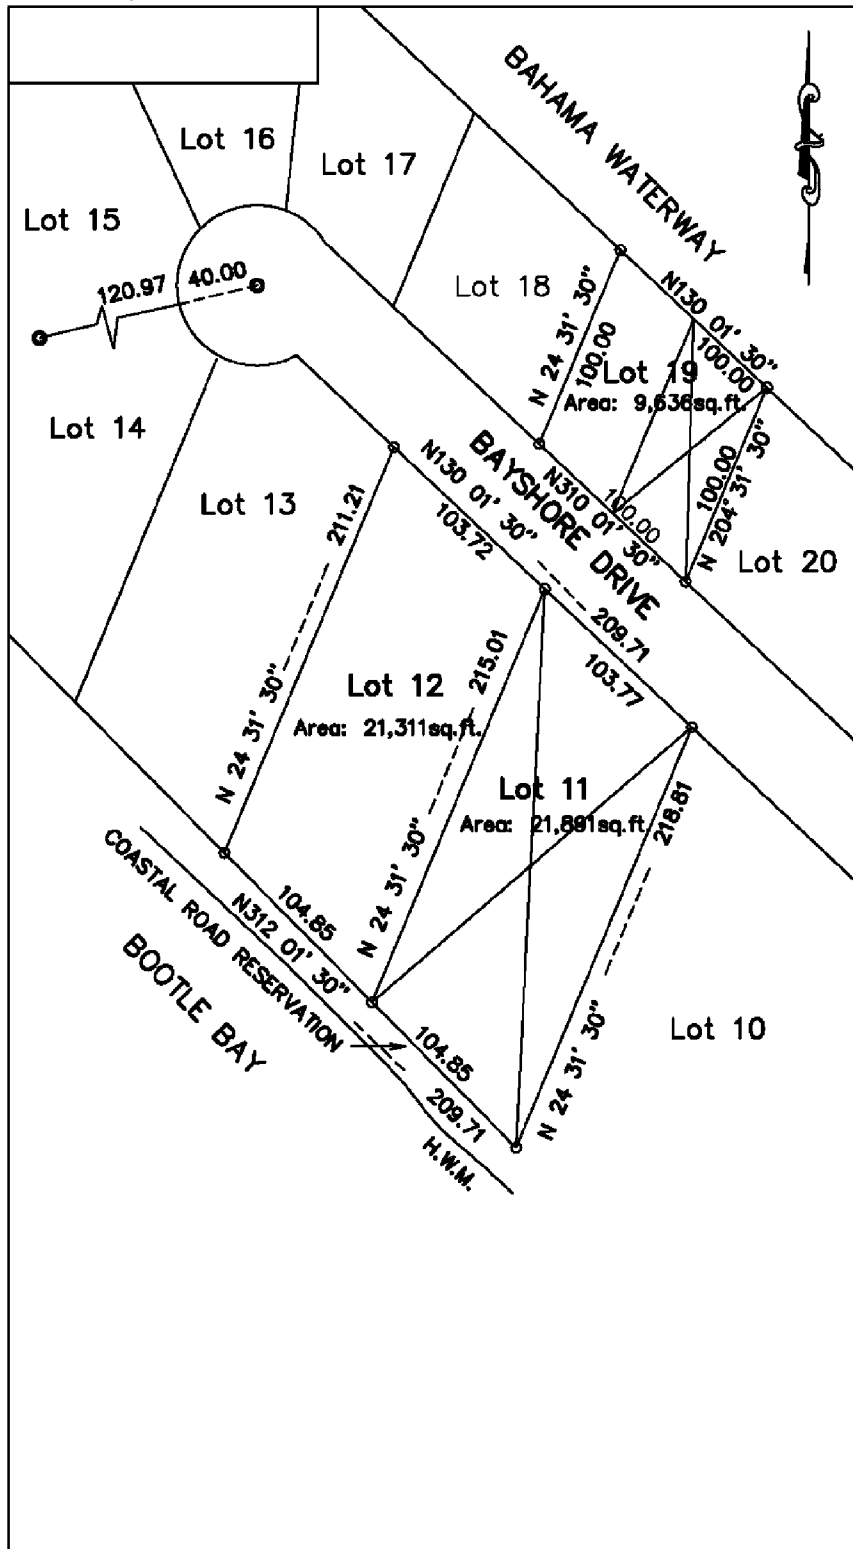 BAHAMA WATERWAY
Lot 16
Lot 17
Lot 15
120.97 40.00
Lot 18
N 24 31' 30"
100.00
N130 01' 30"
100.00
Lot 19
Area: 9,636sq.ft.
100.00
N 204° 31' 30"
N310 01' 30"
100.00
Lot 14
Lot 13
BAYSHORE DRIVE
N130 01' 30"
103.72
209.71
103.77
Lot 20
N 24 31' 30" 211.21
Lot 12
Area: 21,311sq.ft.
N 24 31' 30" 215.01
Lot 11
Area: 21,891sq.ft.
N 24 31' 30" 218.81
Lot 10
104.85
N312 01' 30"
104.85
209.71
COASTAL ROAD RESERVATION
BOOTLE BAY
H.W.M.